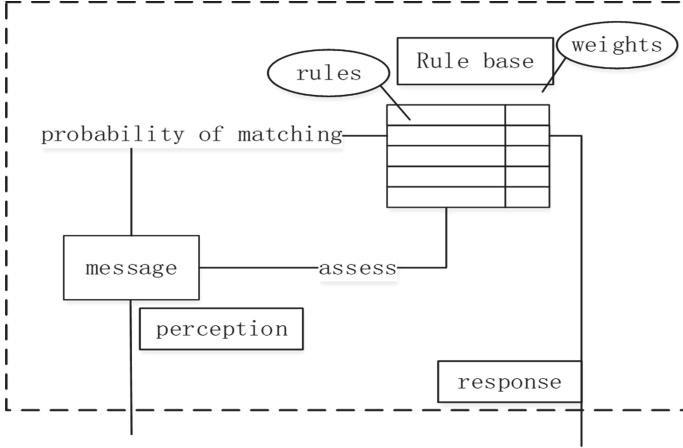 weights
Rule base
rules
probability of matching
message
assess
perception
response